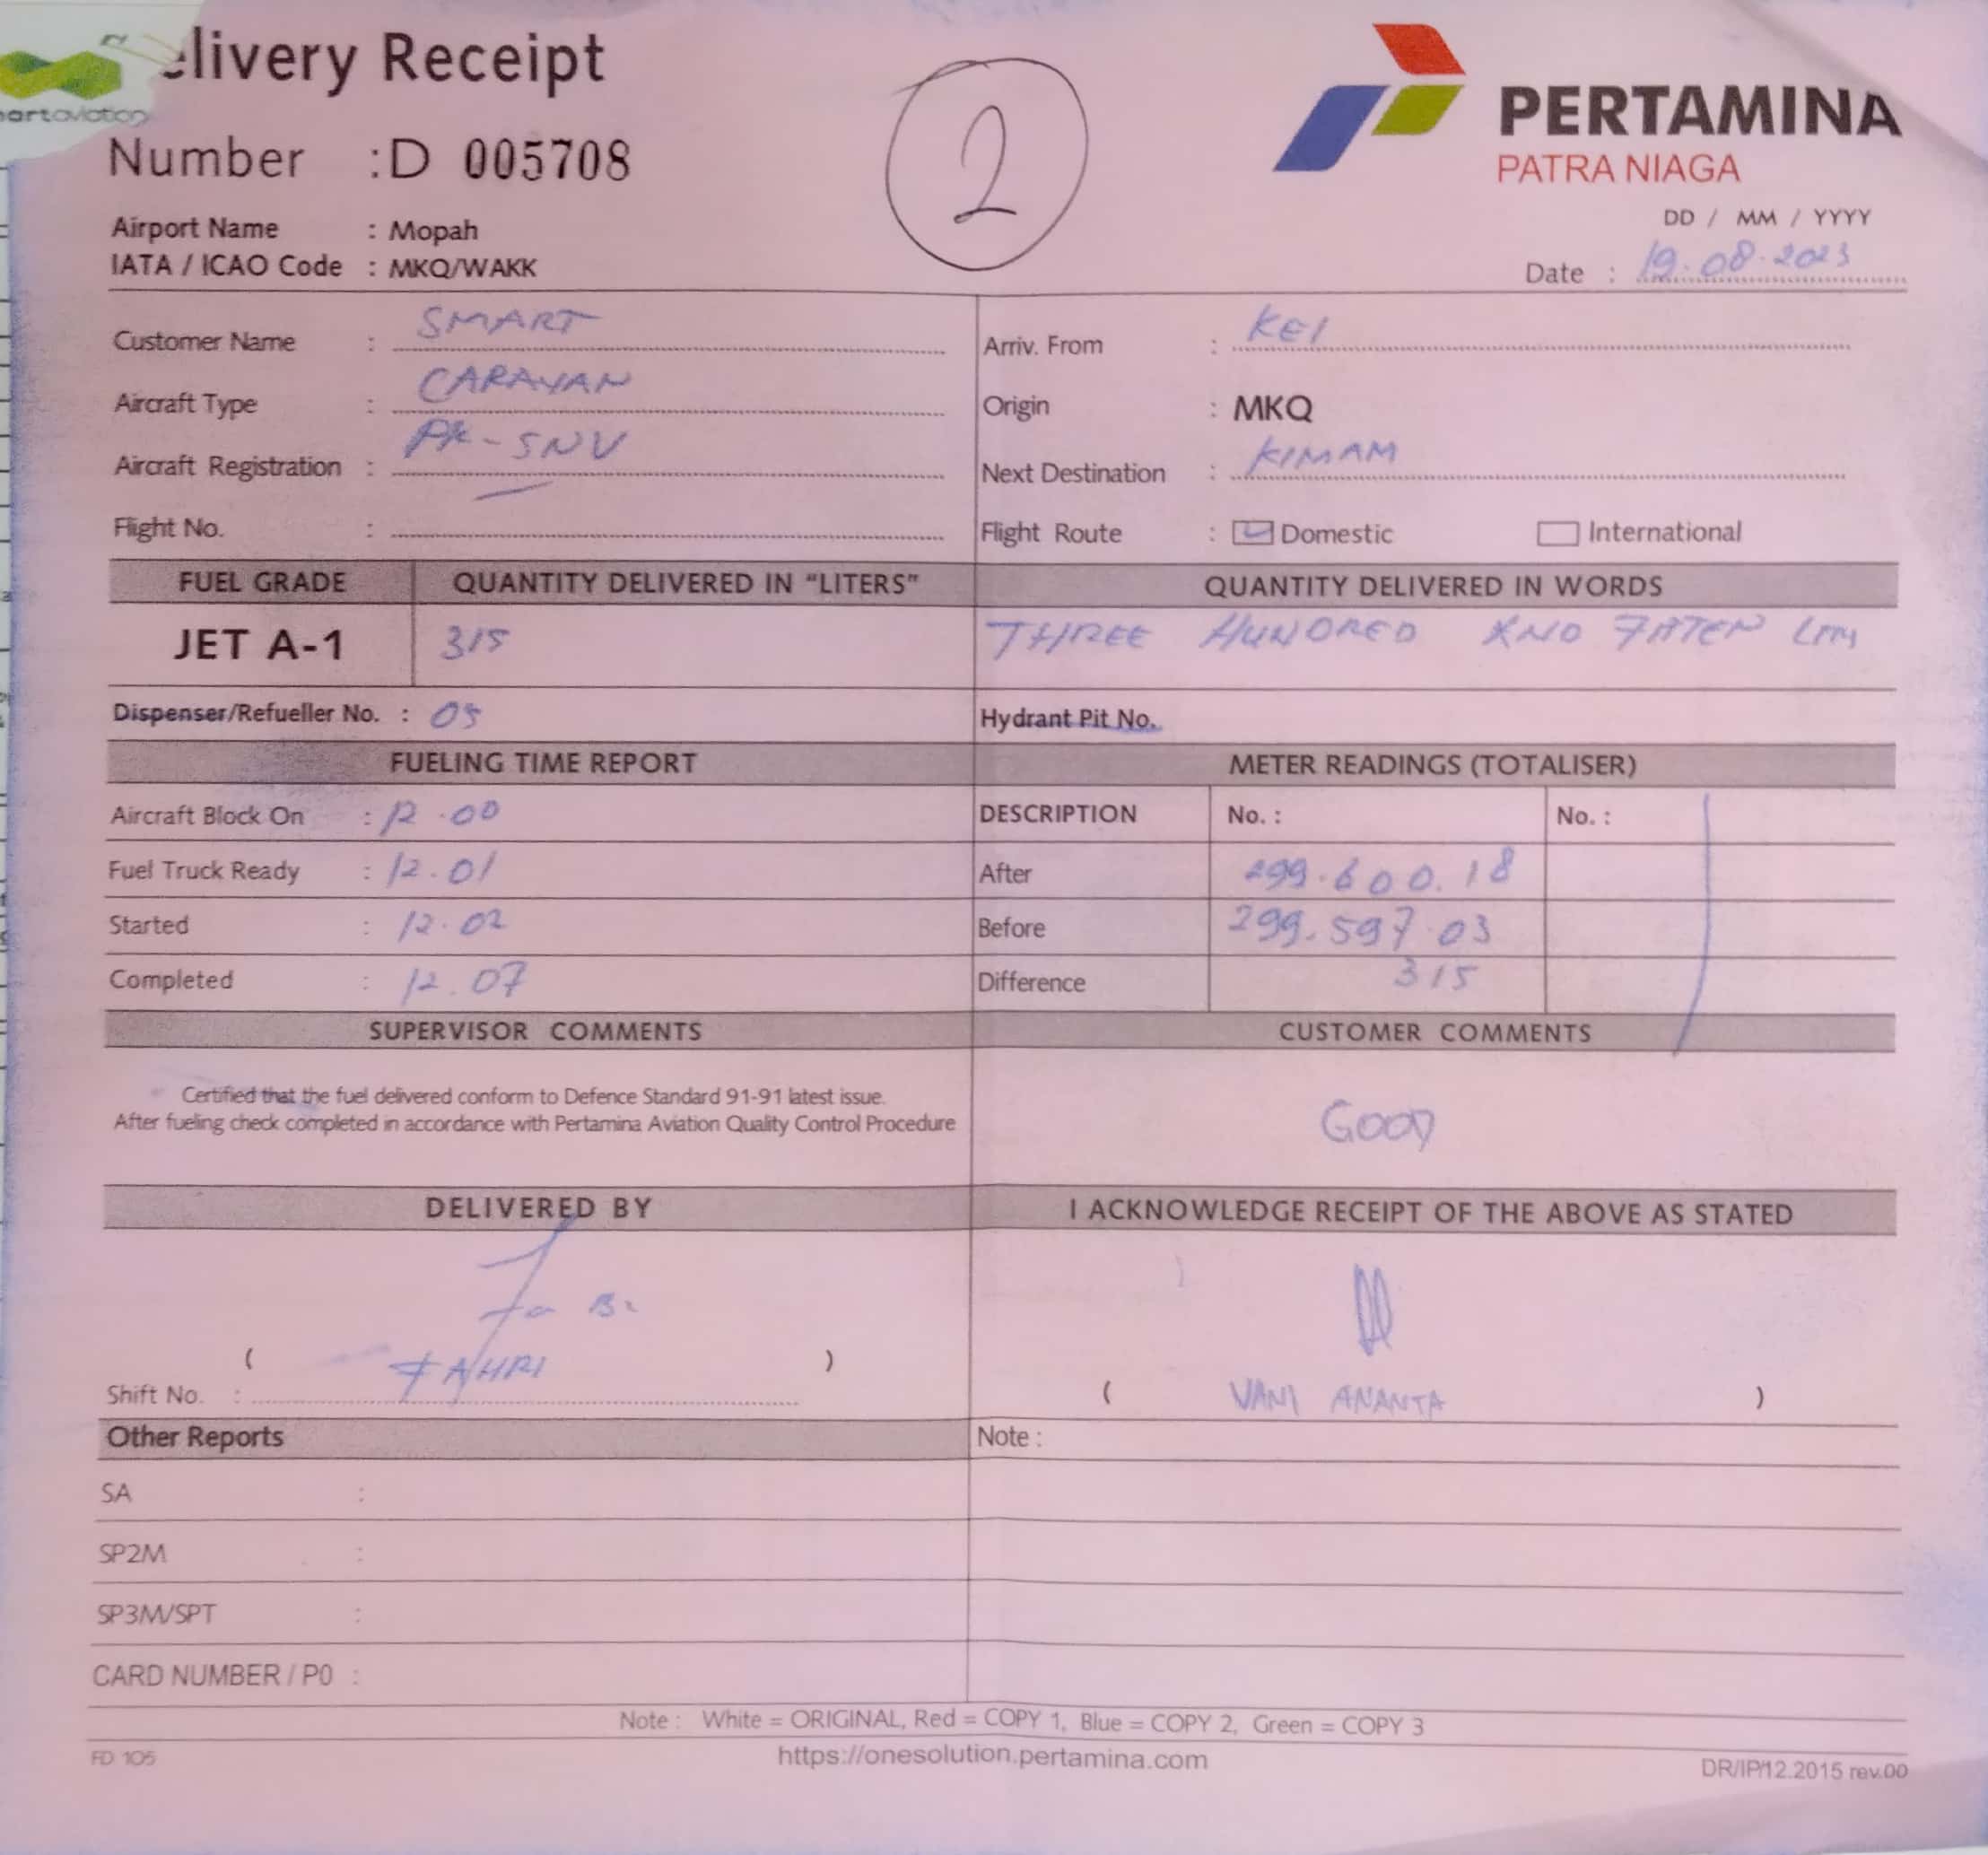 elivery Receipt
artaviation
2
PERTAMINA
PATRA NIAGA
Number : D 005708
Airport Name : Mopah
IATA / ICAO Code : MKQ/WAKK
DD / MM / YYYY
Date : 19.08.2023
Customer Name : SMART
Arriv. From : KEI
Aircraft Type : CARAVAN
Origin : MKQ
Aircraft Registration : PK-SNV
Next Destination : KIMAM
Flight No. :
Flight Route : Domestic International
FUEL GRADE QUANTITY DELIVERED IN "LITERS" QUANTITY DELIVERED IN WORDS
JET A-1 315 THREE HUNDRED AND
Dispenser/Refueller No. : 05 Hydrant Pit No.
FUELING TIME REPORT METER READINGS (TOTALISER)
Aircraft Block On : 12.00 DESCRIPTION No. : No. :
Fuel Truck Ready : 12.01 After 299.600.18
Started : 12.02 Before 299.597.03
Completed : 12.07 Difference 315
SUPERVISOR COMMENTS CUSTOMER COMMENTS
Certified that the fuel delivered conform to Defence Standard 91-91 latest issue.
After fueling check completed in accordance with Pertamina Aviation Quality Control Procedure
GOOD
DELIVERED BY I ACKNOWLEDGE RECEIPT OF THE ABOVE AS STATED
( FAHRI )
Shift No. :
( VANI ANANTA )
Other Reports Note :
SA :
SP2M :
SP3M/SPT :
CARD NUMBER / P0 :
Note : White = ORIGINAL, Red = COPY 1, Blue = COPY 2, Green = COPY 3
FD 105 https://onesolution.pertamina.com DR/IP/12.2015 rev.00